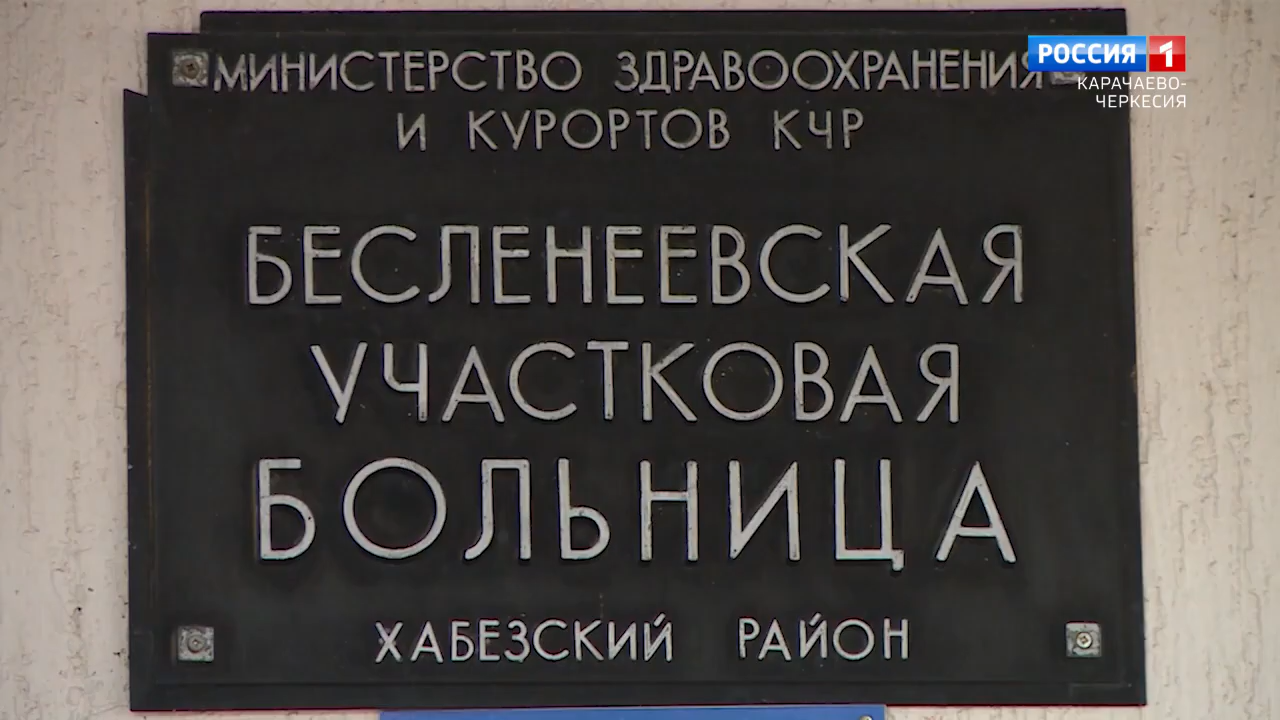 МИНИСТЕРСТВО ЗДРАВООХРАНЕНИЯ
И КУРОРТОВ КЧР
БЕСЛЕНЕЕВСКАЯ
УЧАСТКОВАЯ
БОЛЬНИЦА
ХАБЕЗСКИЙ РАЙОН
РОССИЯ 1
КАРАЧАЕВО-
ЧЕРКЕСИЯ